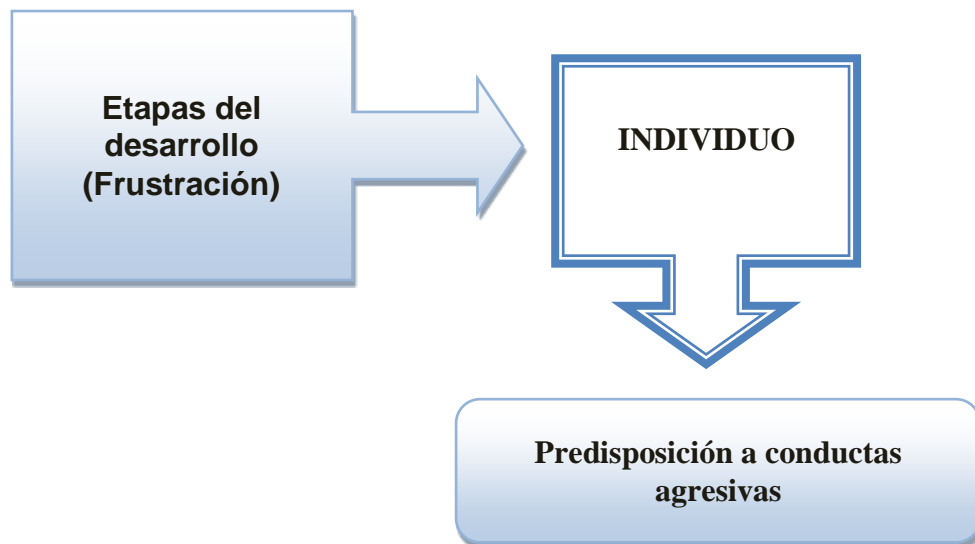 Etapas del
desarrollo
(Frustración)
INDIVIDUO
Predisposición a conductas
agresivas